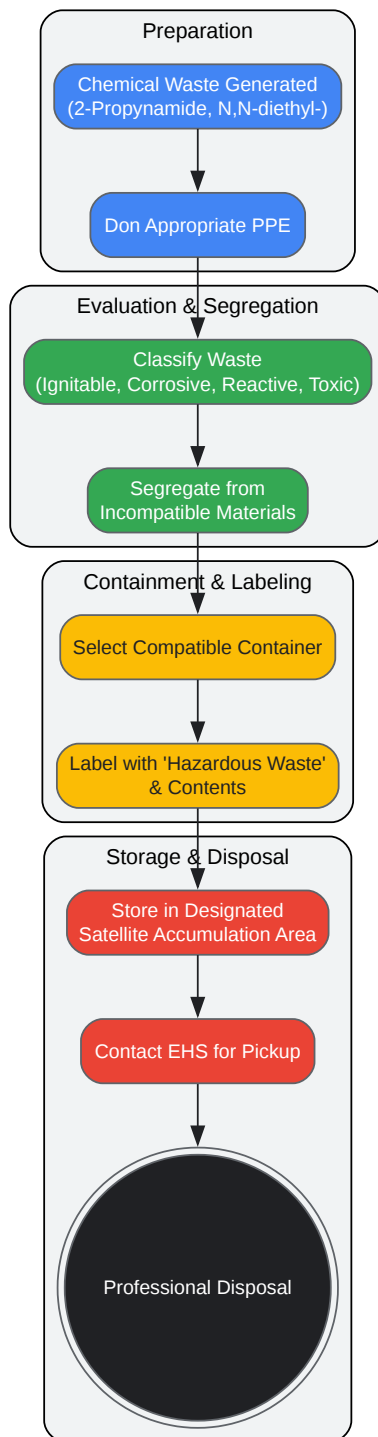 Preparation
Chemical Waste Generated
(2-Propynamide, N,N-diethyl-)
Don Appropriate PPE
Evaluation & Segregation
Classify Waste
(Ignitable, Corrosive, Reactive, Toxic)
Segregate from
Incompatible Materials
Containment & Labeling
Select Compatible Container
Label with 'Hazardous Waste'
& Contents
Storage & Disposal
Store in Designated
Satellite Accumulation Area
Contact EHS for Pickup
Professional Disposal